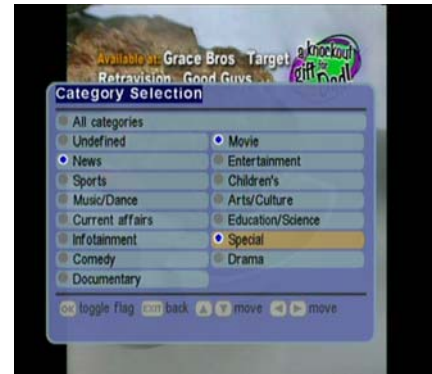 Available at: Grace Bros Target
Retravision Good Guys
a knockout
gift for Dad!
Category Selection
All categories
Undefined Movie
News Entertainment
Sports Children's
Music/Dance Arts/Culture
Current affairs Education/Science
Infotainment Special
Comedy Drama
Documentary
OK toggle flag EXIT back move move